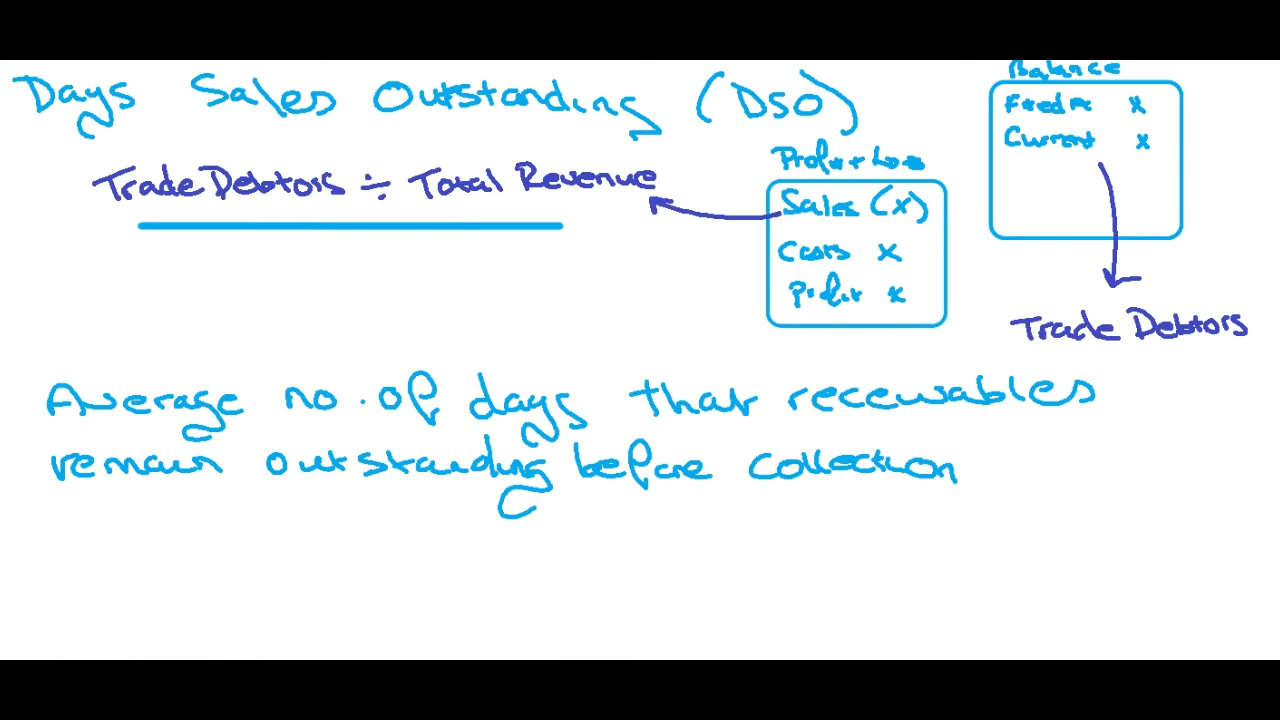 Days Sales Outstanding (DSO)
Trade Debtors ÷ Total Revenue
Profit + Loss
Sales (x)
Costs x
Profit x
Balance
Fixed A x
Current x
Trade Debtors
Average no. of days that receivables
remain outstanding before collection